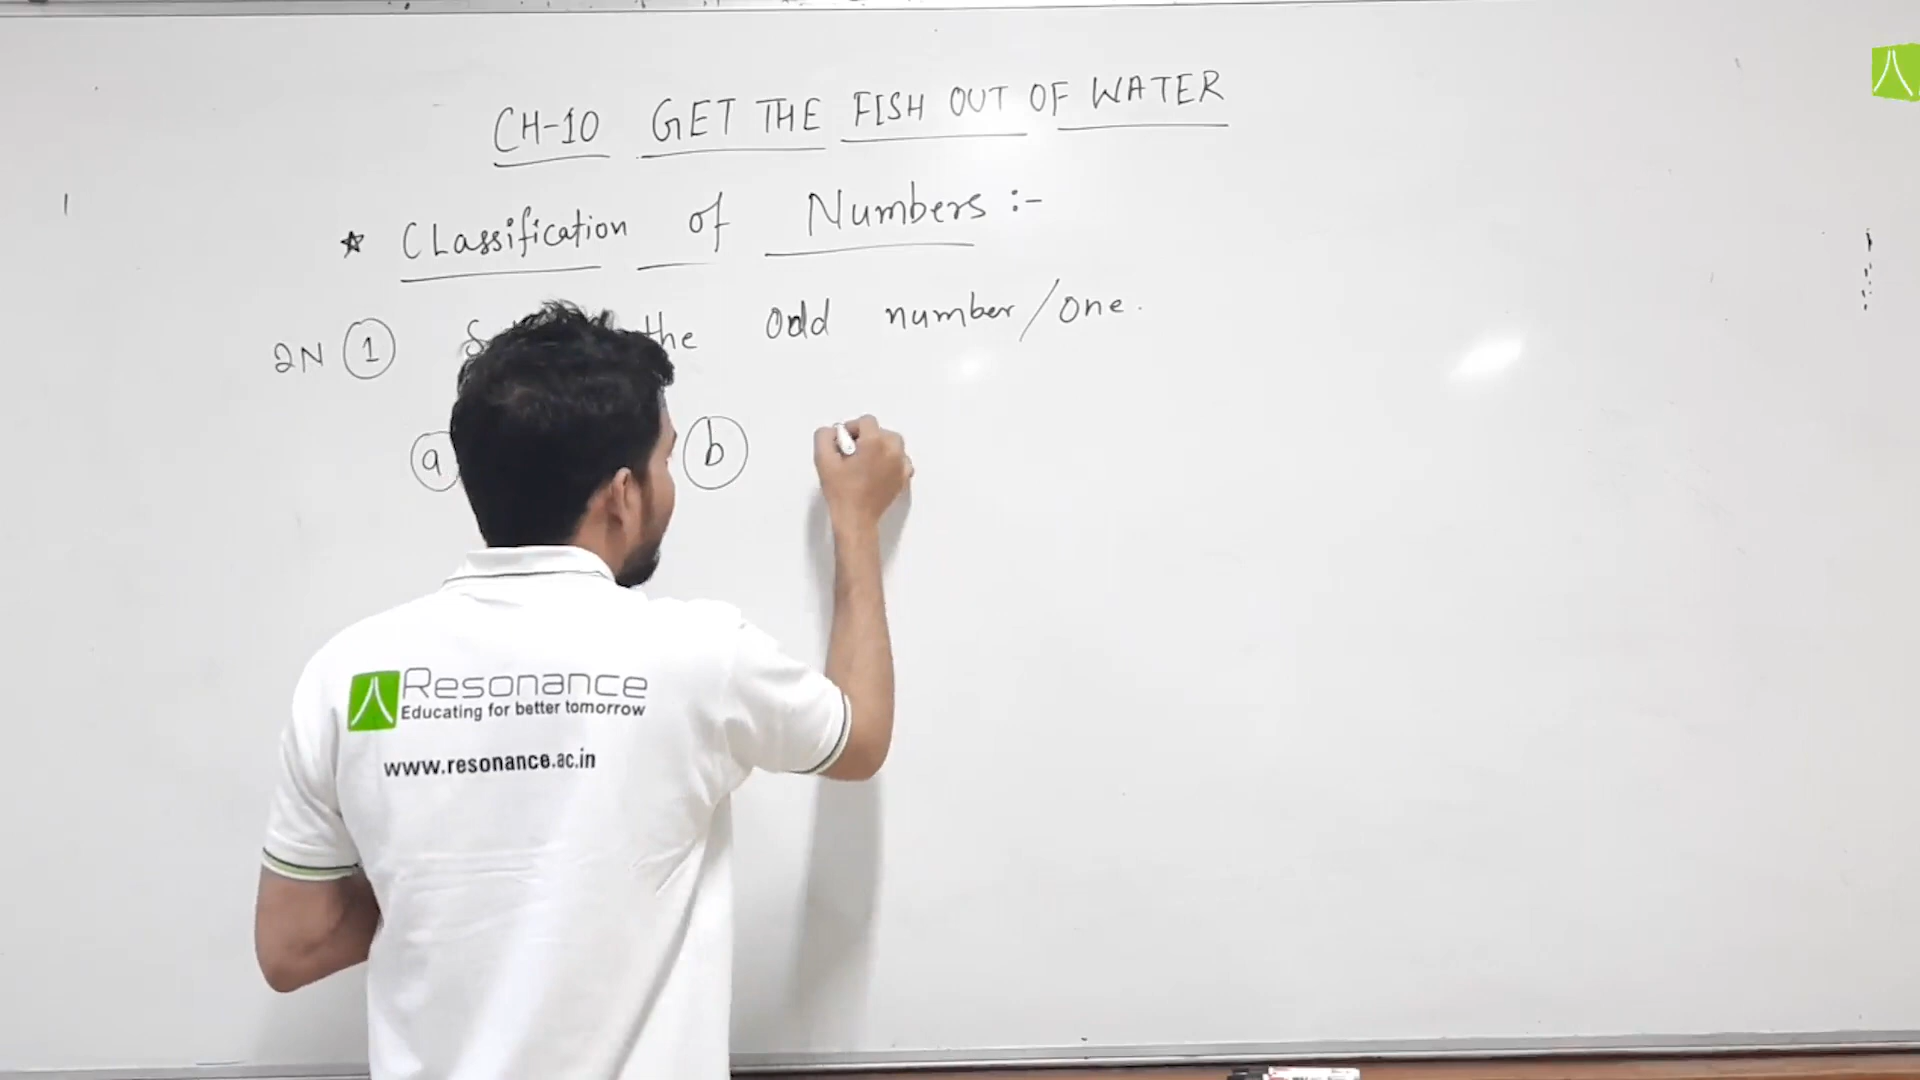 CH-10 GET THE FISH OUT OF WATER
* Classification of Numbers :-
QN 1 the odd number/one.
a b
Resonance
Educating for better tomorrow
www.resonance.ac.in